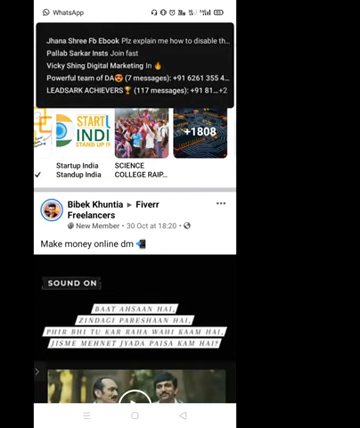 WhatsApp
Jhana Shree Fb Ebook Plz explain me how to disable th...
Pallab Sarkar Insts Join fast
Vicky Shing Digital Marketing In 🔥
Powerful team of DA😍 (7 messages): +91 6261 355 4...
LEADSARK ACHIEVERS🏆 (117 messages): +91 81... +2
START
INDI
STAND UP
+1808
Startup India
Standup India
SCIENCE
COLLEGE RAIP...
Bibek Khuntia ▸ Fiverr
Freelancers
New Member • 30 Oct at 18:20 •
Make money online dm 📲
SOUND ON
BAAT AHSAAN HAI,
ZINDAGI PARESHAAN HAI,
PHIR BHI TU KAR RAHA WAHI KAAM HAI,
JISME MEHNET JYADA PAISA KAM HAI?